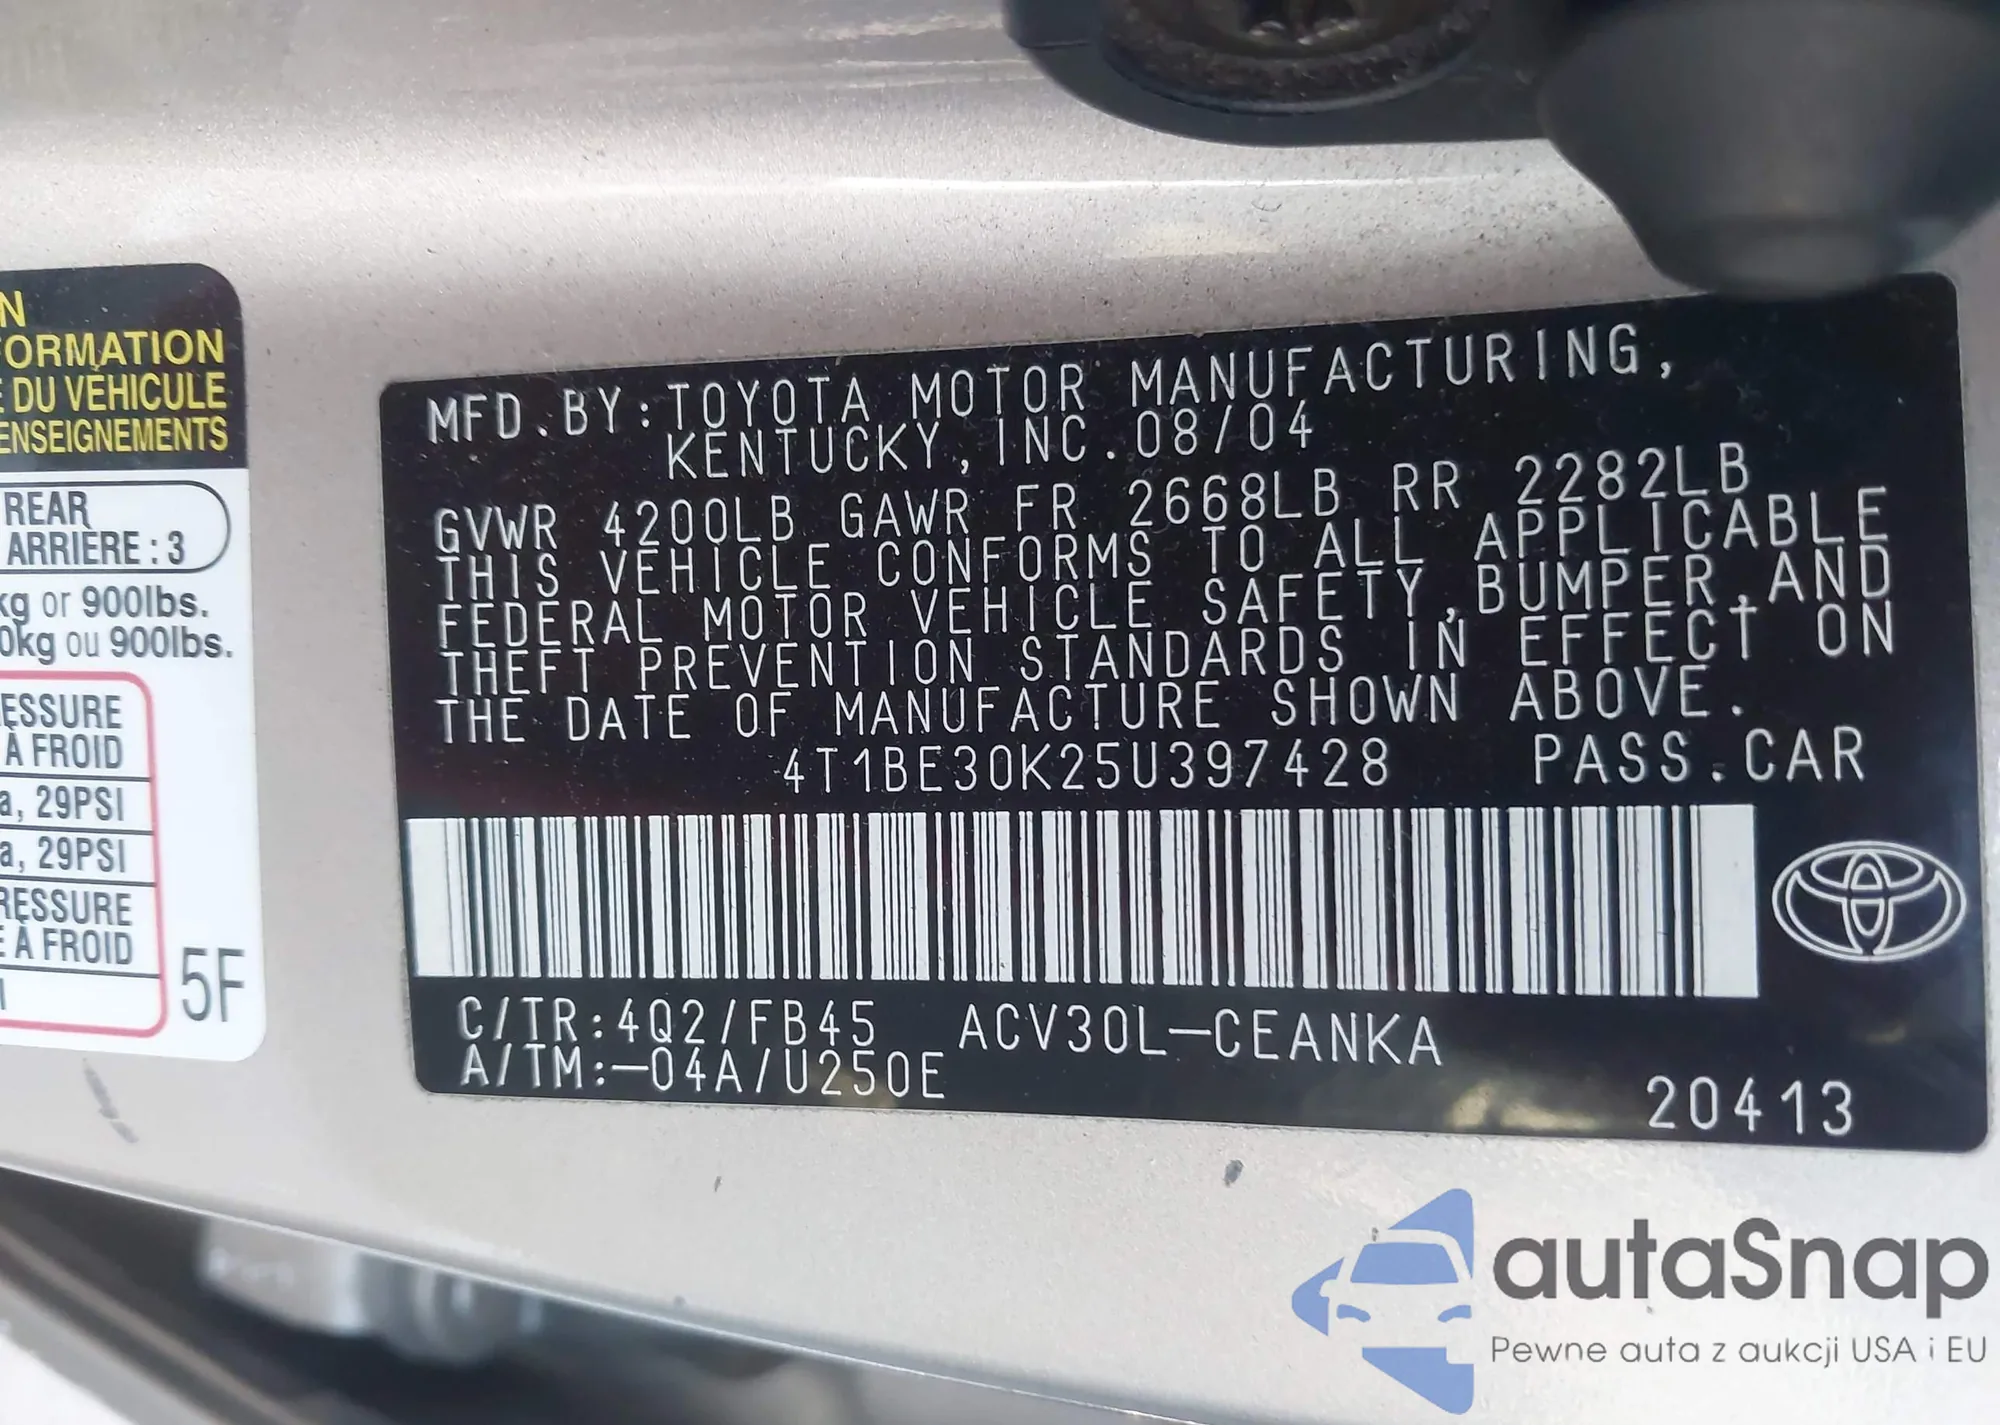 N
FORMATION
E DU VÉHICULE
ENSEIGNEMENTS
REAR
ARRIÈRE : 3
kg or 900lbs.
0kg ou 900lbs.
ESSURE
À FROID
a, 29PSI
a, 29PSI
RESSURE
E À FROID
5F
MFD. BY: TOYOTA MOTOR MANUFACTURING,
KENTUCKY, INC. 08/04
GVWR 4200LB GAWR FR 2668LB RR 2282LB
THIS VEHICLE CONFORMS TO ALL APPLICABLE
FEDERAL MOTOR VEHICLE SAFETY, BUMPER, AND
THEFT PREVENTION STANDARDS IN EFFECT ON
THE DATE OF MANUFACTURE SHOWN ABOVE.
4T1BE30K25U397428 PASS. CAR
C/TR: 4Q2/FB45 ACV30L-CEANKA
A/TM: -04A/U250E
20413
autaSnap
Pewne auta z aukcji USA i EU